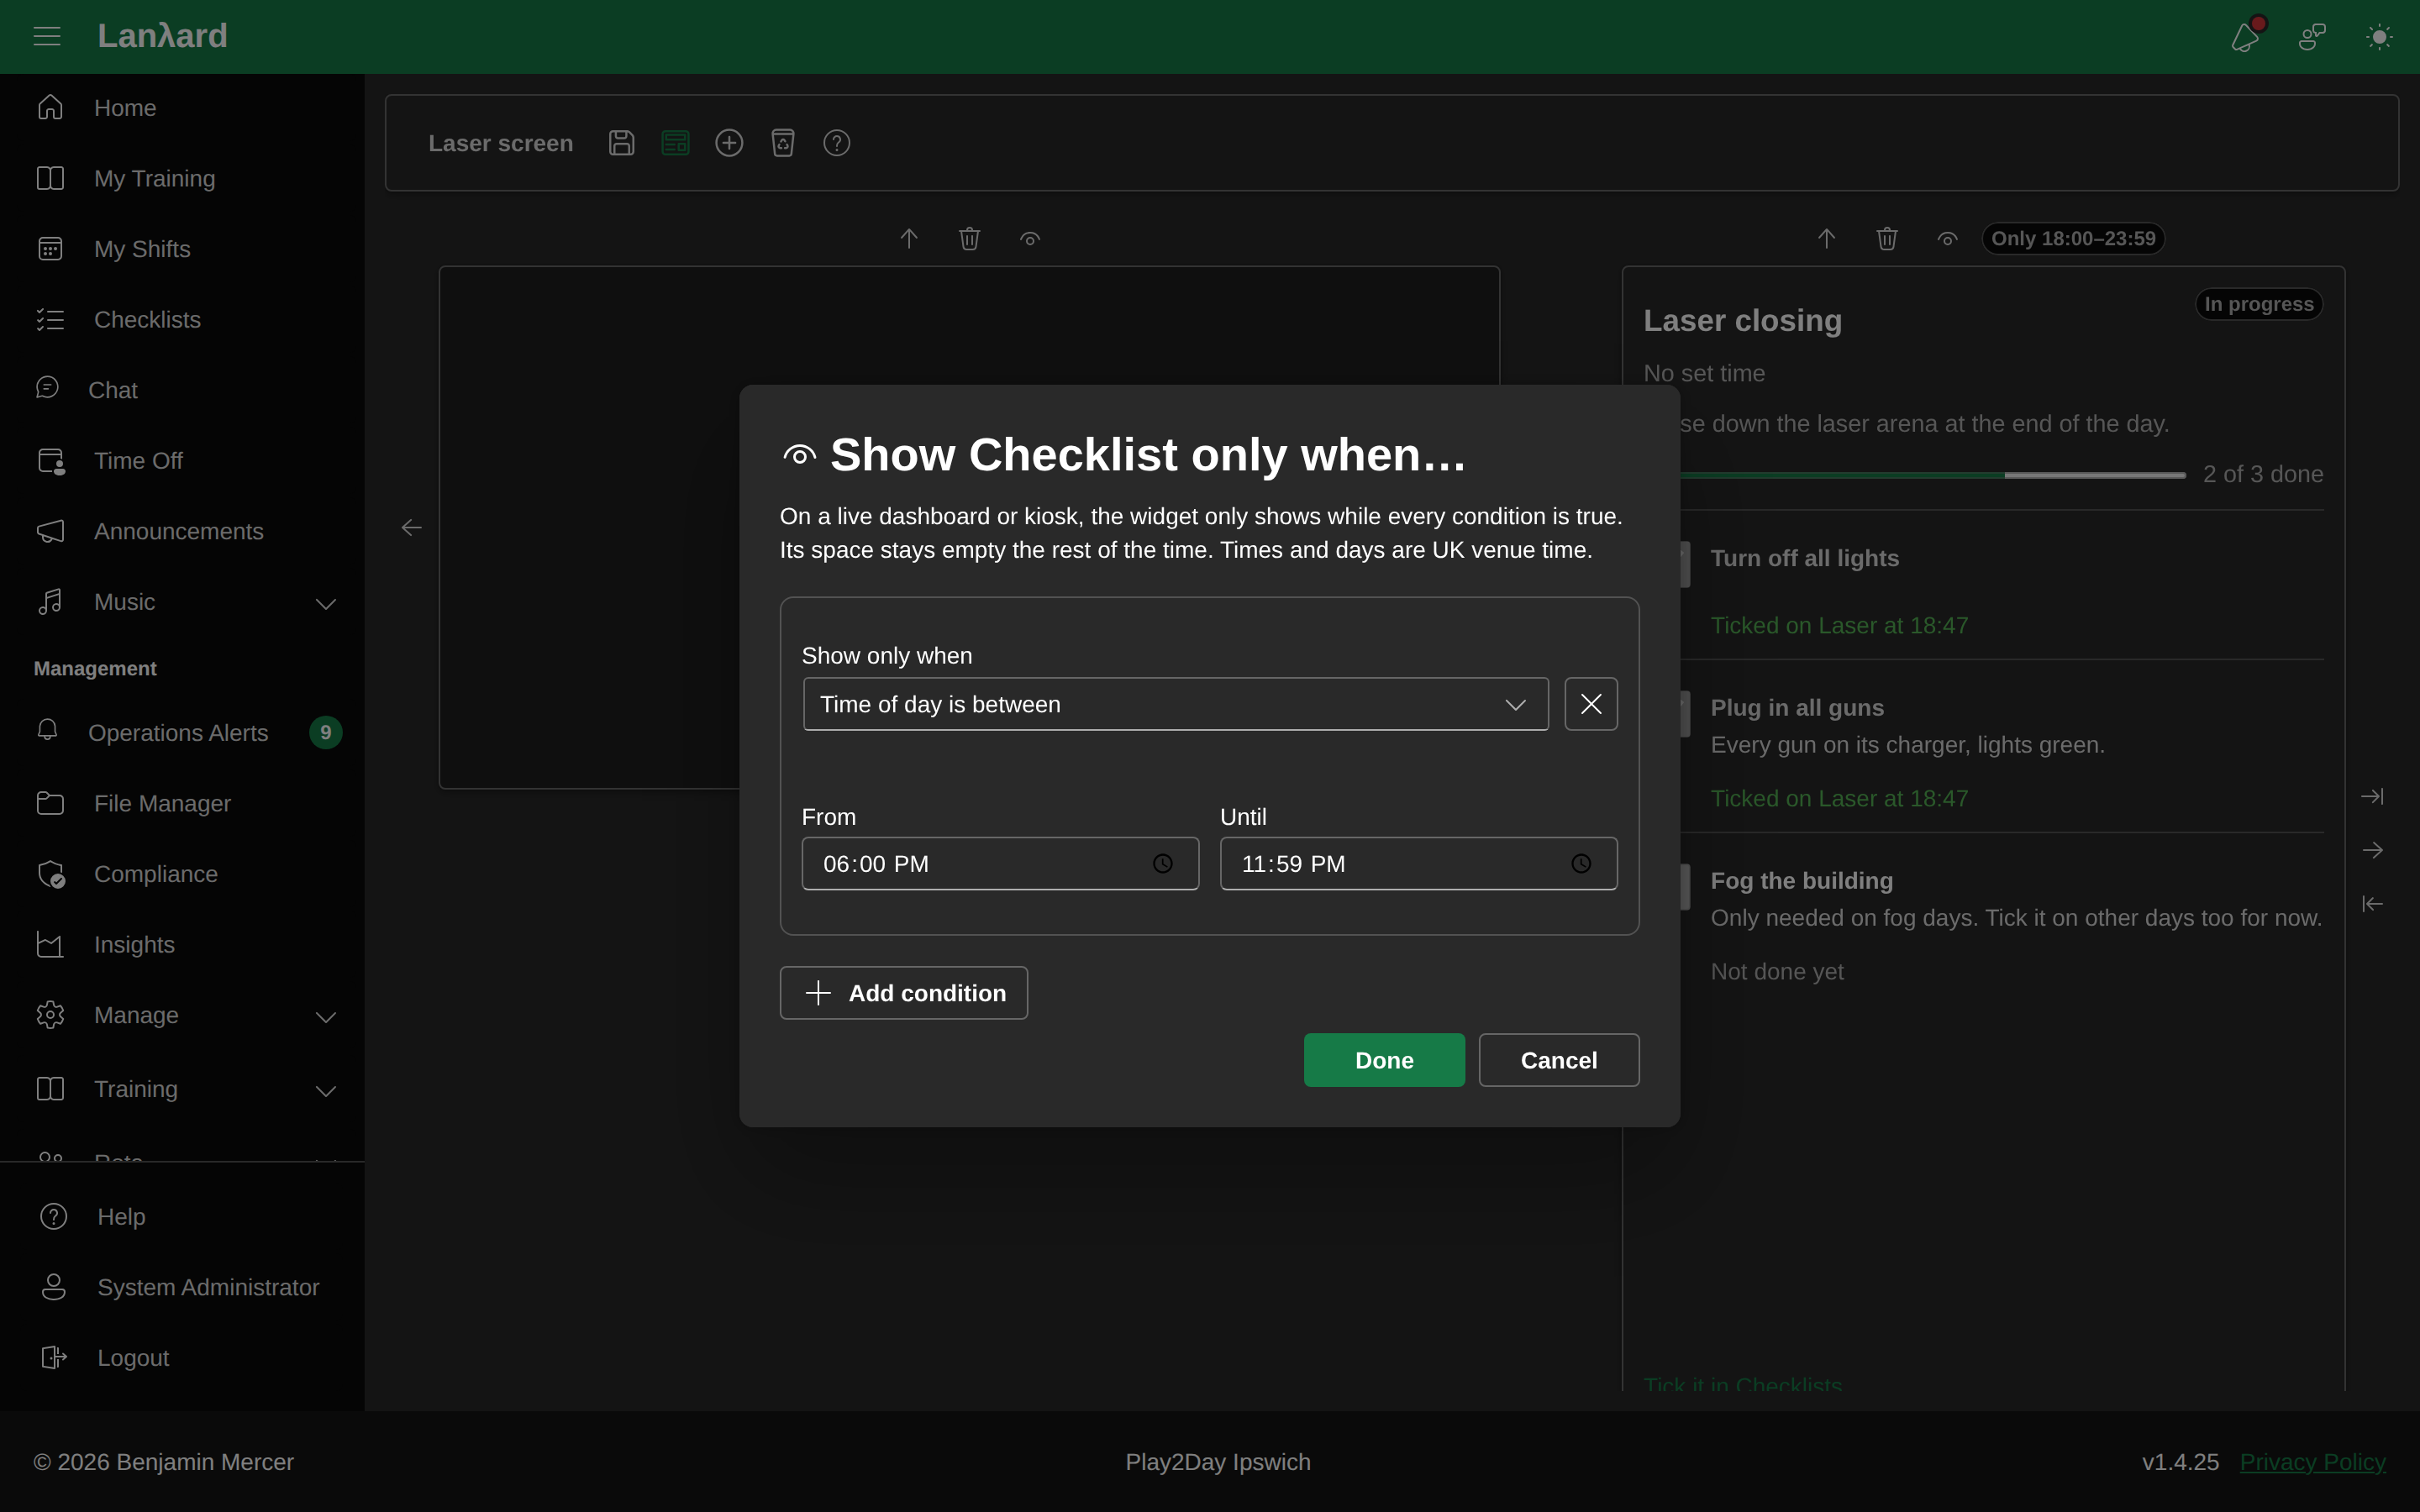 Lanλard
Home
My Training
My Shifts
Checklists
Chat
Time Off
Announcements
Music
Management
Operations Alerts 9
File Manager
Compliance
Insights
Manage
Training
Help
System Administrator
Logout
Laser screen
Only 18:00–23:59
In progress
Laser closing
No set time
down the laser arena at the end of the day.
2 of 3 done
Turn off all lights
Ticked on Laser at 18:47
Plug in all guns
Every gun on its charger, lights green.
Ticked on Laser at 18:47
Fog the building
Only needed on fog days. Tick it on other days too for now.
Not done yet
Tick it in Checklists
Show Checklist only when…
On a live dashboard or kiosk, the widget only shows while every condition is true.
Its space stays empty the rest of the time. Times and days are UK venue time.
Show only when
Time of day is between
From
Until
06:00 PM
11:59 PM
Add condition
Done
Cancel
© 2026 Benjamin Mercer
Play2Day Ipswich
v1.4.25 Privacy Policy